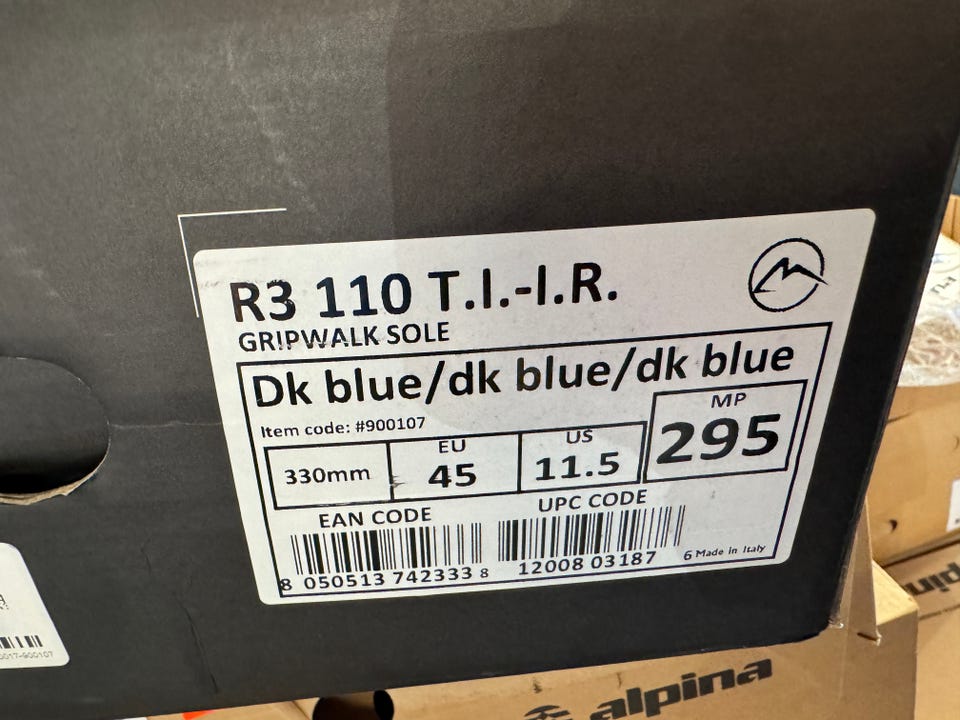 R3 110 T.I.-I.R.
GRIPWALK SOLE
Dk blue/dk blue/dk blue
Item code: #900107
MP
295
330mm
EU
45
US
11.5
EAN CODE
8 050513 742333
UPC CODE
8 12008 03187 6
Made in Italy
alpina